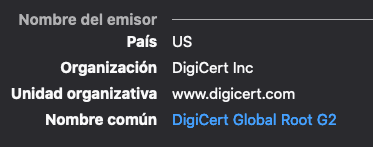 Nombre del emisor
País US
Organización DigiCert Inc
Unidad organizativa www.digicert.com
Nombre común DigiCert Global Root G2